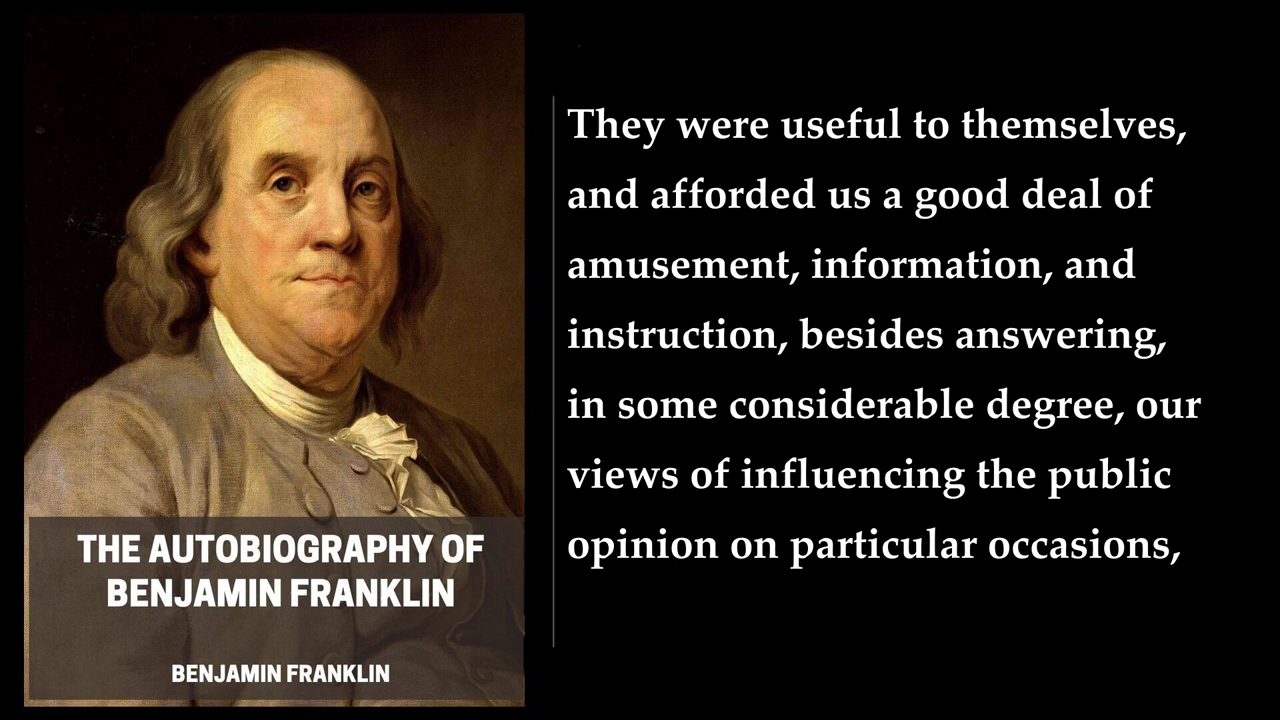 THE AUTOBIOGRAPHY OF
BENJAMIN FRANKLIN
BENJAMIN FRANKLIN
They were useful to themselves,
and afforded us a good deal of
amusement, information, and
instruction, besides answering,
in some considerable degree, our
views of influencing the public
opinion on particular occasions,